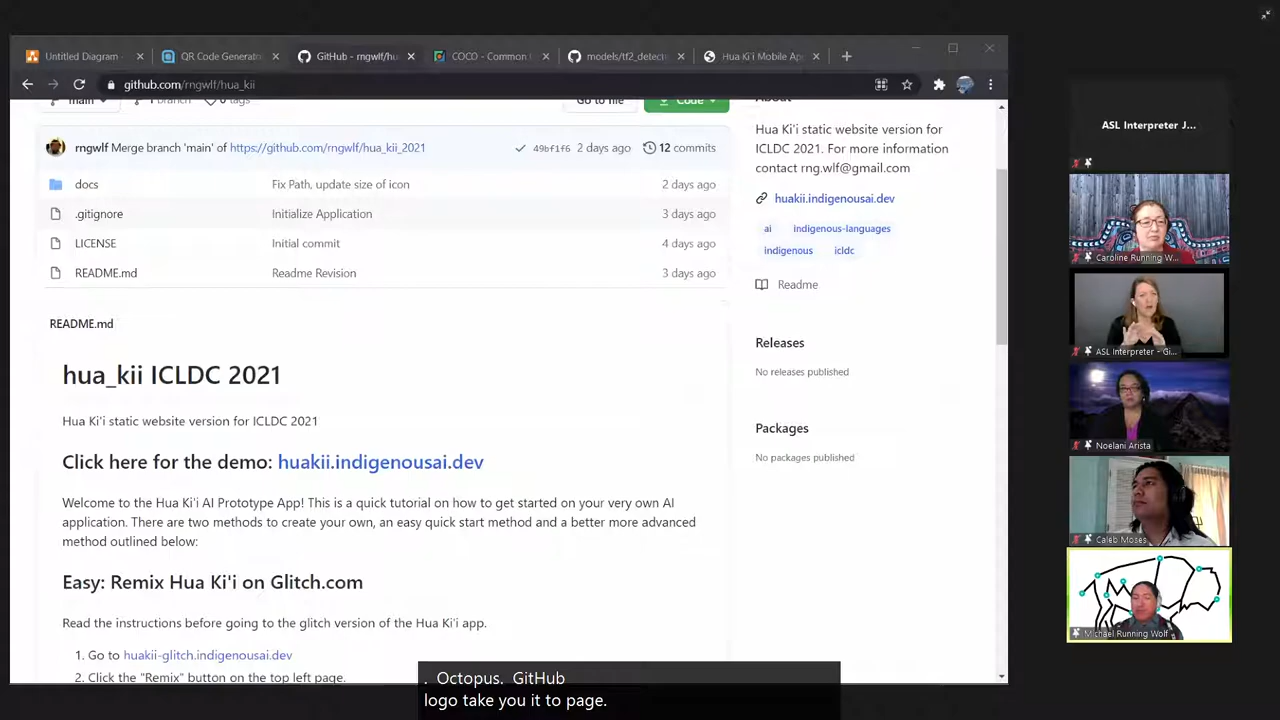 Untitled Diagram -
QR Code Generato
GitHub - rngwlf/hu
COCO - Common
models/tf2_detect
Hua Ki'i Mobile Ap
github.com/rngwlf/hua_kii
main
1 branch
0 tags
Go to file
Code
About
rngwlf Merge branch 'main' of https://github.com/rngwlf/hua_kii_2021
49bf1f6 2 days ago
12 commits
docs Fix Path, update size of icon 2 days ago
.gitignore Initialize Application 3 days ago
LICENSE Initial commit 4 days ago
README.md Readme Revision 3 days ago
Hua Ki'i static website version for
ICLDC 2021. For more information
contact rng.wlf@gmail.com
huakii.indigenousai.dev
ai indigenous-languages
indigenous icldc
Readme
Releases
No releases published
Packages
No packages published
README.md
hua_kii ICLDC 2021
Hua Ki'i static website version for ICLDC 2021
Click here for the demo: huakii.indigenousai.dev
Welcome to the Hua Ki'i AI Prototype App! This is a quick tutorial on how to get started on your very own AI
application. There are two methods to create your own, an easy quick start method and a better more advanced
method outlined below:
Easy: Remix Hua Ki'i on Glitch.com
Read the instructions before going to the glitch version of the Hua Ki'i app.
1. Go to huakii-glitch.indigenousai.dev
2. Click the "Remix" button on the top left page.
. Octopus. GitHub
logo take you it to page.
ASL Interpreter J...
Caroline Running W...
ASL Interpreter - Gi...
Noelani Arista
Caleb Moses
Michael Running Wolf